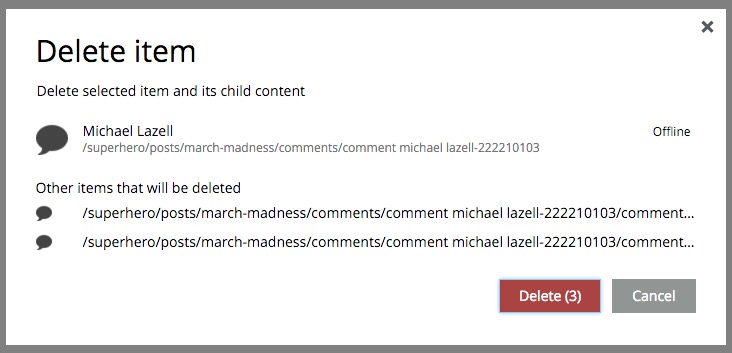 Delete item
Delete selected item and its child content
Michael Lazell
Offline
/superhero/posts/march-madness/comments/comment michael lazell-222210103
Other items that will be deleted
/superhero/posts/march-madness/comments/comment michael lazell-222210103/comment...
/superhero/posts/march-madness/comments/comment michael lazell-222210103/comment...
Delete (3) Cancel